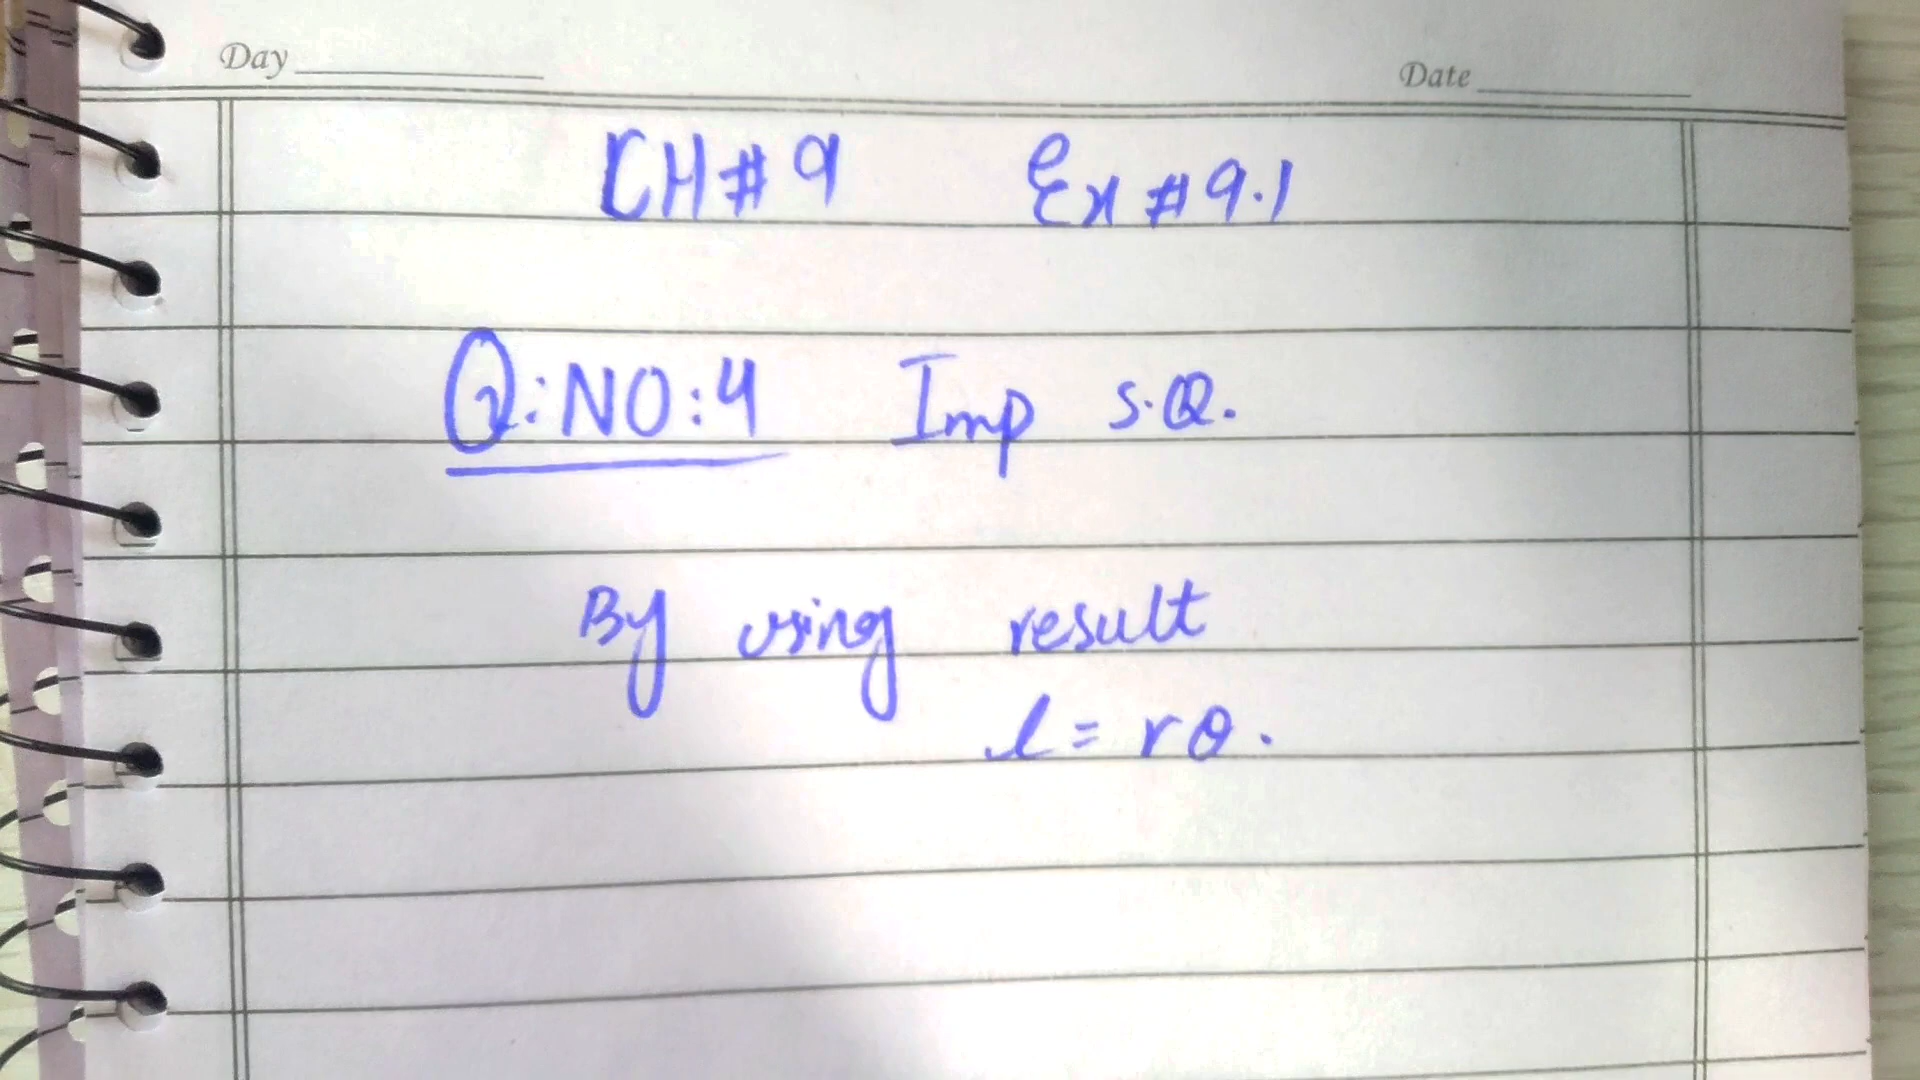 Day
Date
CH#9 Ex#9.1
Q:NO:4 Imp S.Q.
By using result
l = rθ.